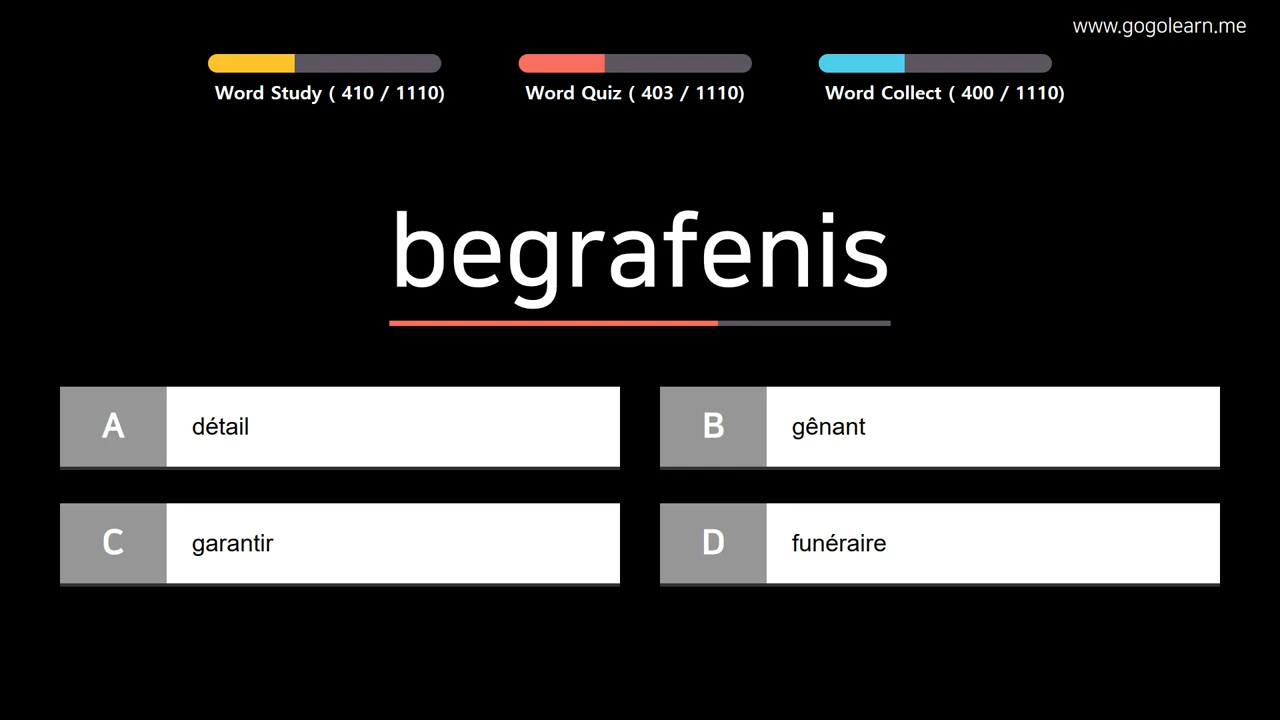 www.gogolearn.me
Word Study ( 410 / 1110)
Word Quiz ( 403 / 1110)
Word Collect ( 400 / 1110)
begrafenis
A détail
B gênant
C garantir
D funéraire